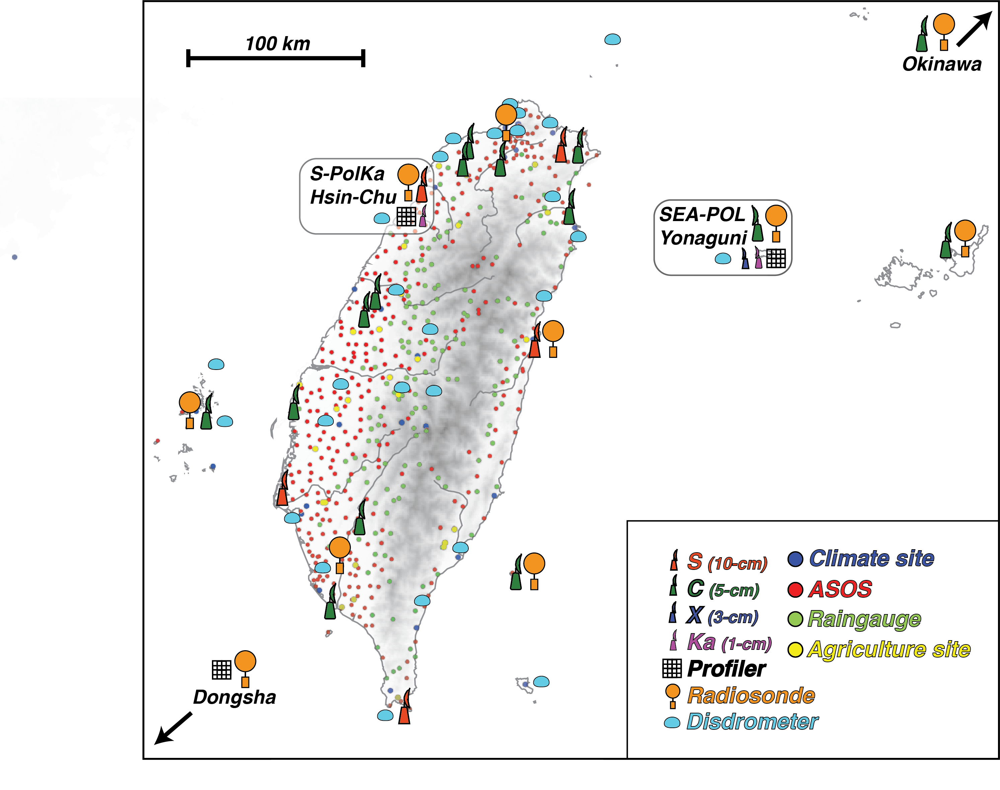 100 km
Okinawa
S-PolKa
Hsin-Chu
SEA-POL
Yonaguni
Dongsha
S (10-cm)
C (5-cm)
X (3-cm)
Ka (1-cm)
Profiler
Radiosonde
Disdrometer
Climate site
ASOS
Raingauge
Agriculture site